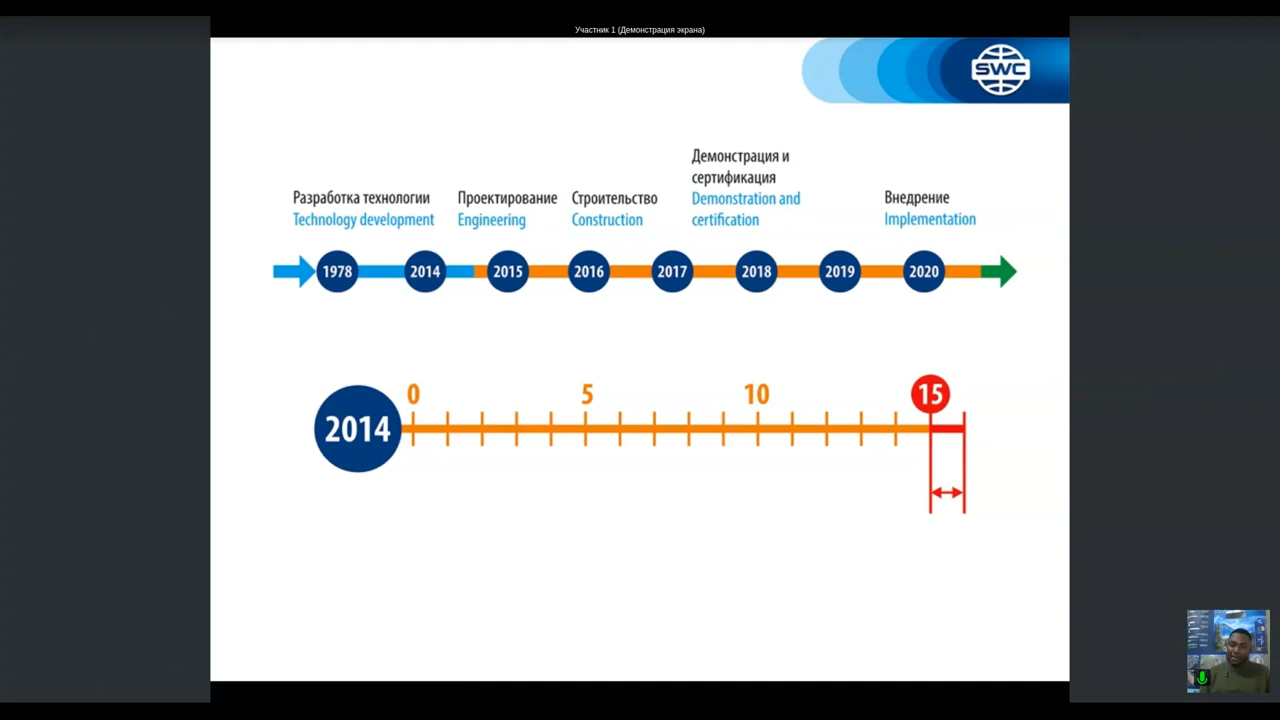 Участник 1 (Демонстрация экрана)
SWC
Демонстрация и
сертификация
Demonstration and
certification
Разработка технологии
Technology development
Проектирование
Engineering
Строительство
Construction
Внедрение
Implementation
1978 2014 2015 2016 2017 2018 2019 2020
0 5 10 15
2014